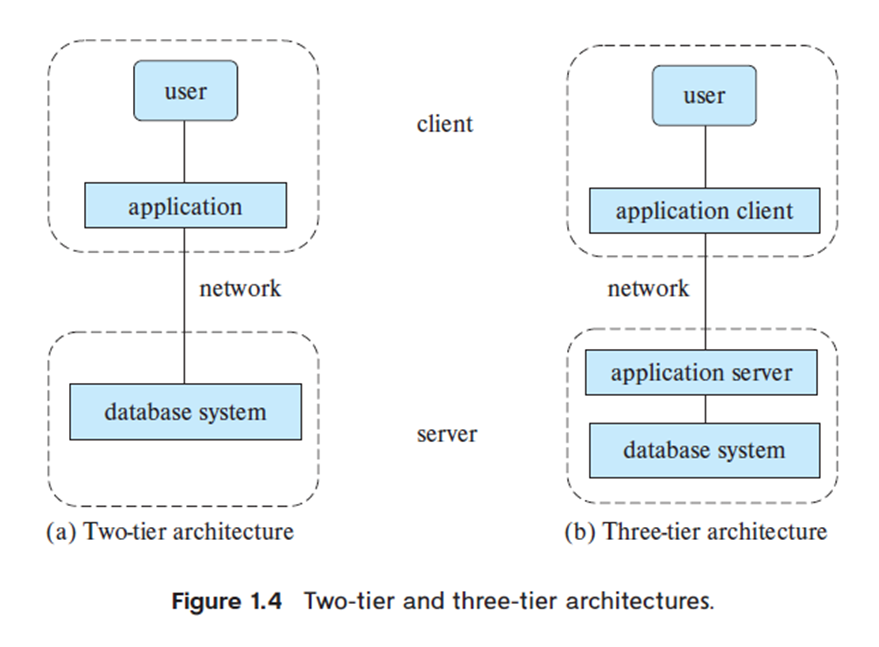 user
application
network
database system
(a) Two-tier architecture
client
server
user
application client
network
application server
database system
(b) Three-tier architecture
Figure 1.4 Two-tier and three-tier architectures.